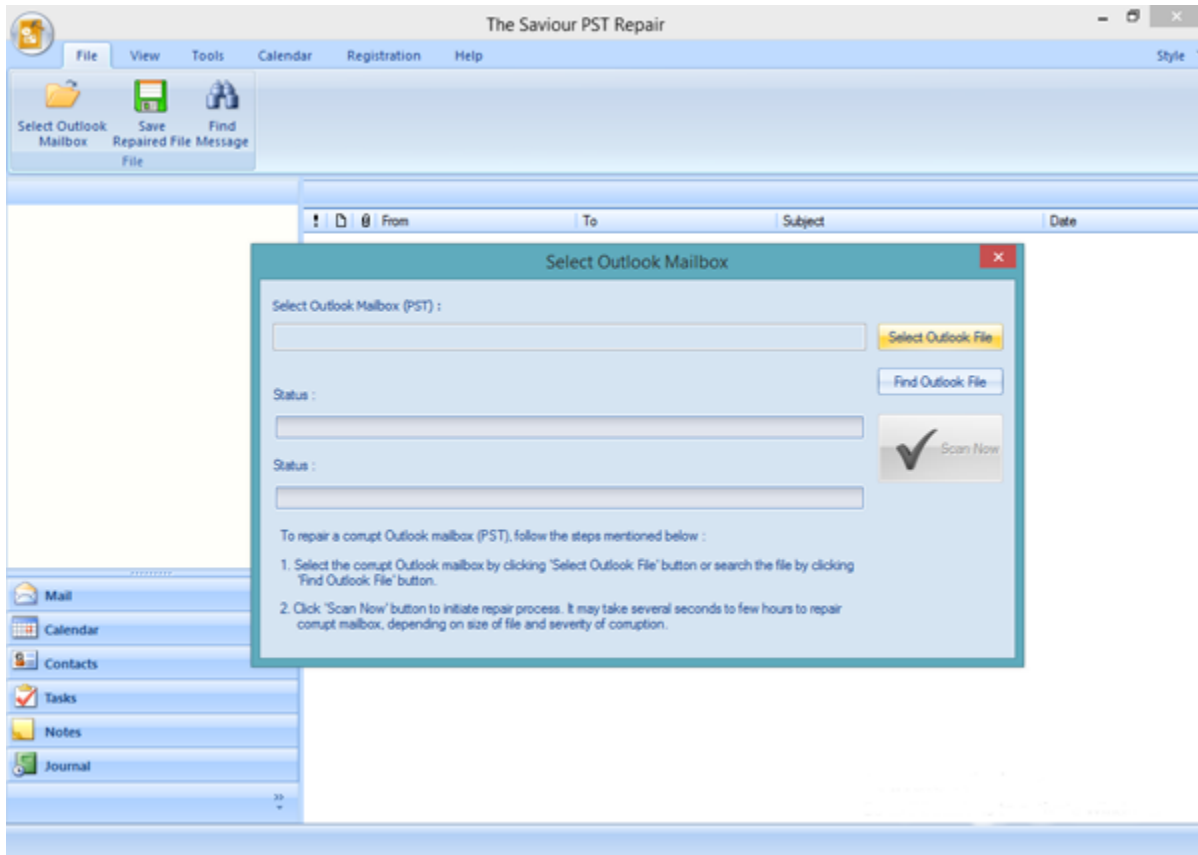 The Saviour PST Repair
File View Tools Calendar Registration Help Style
Select Outlook Mailbox
Save Repaired File
Find Message
File
! From To Subject Date
Select Outlook Mailbox
Select Outlook Mailbox (PST) :
Select Outlook File
Find Outlook File
Status :
Scan Now
Status :
To repair a corrupt Outlook mailbox (PST), follow the steps mentioned below :
1. Select the corrupt Outlook mailbox by clicking 'Select Outlook File' button or search the file by clicking
'Find Outlook File' button.
2. Click 'Scan Now' button to initiate repair process. It may take several seconds to few hours to repair
corrupt mailbox, depending on size of file and severity of corruption.
Mail
Calendar
Contacts
Tasks
Notes
Journal